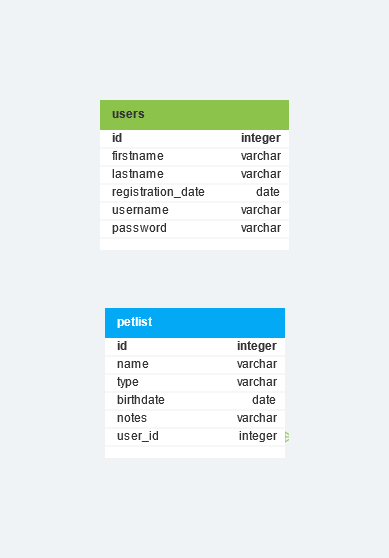 users
id integer
firstname varchar
lastname varchar
registration_date date
username varchar
password varchar
petlist
id integer
name varchar
type varchar
birthdate date
notes varchar
user_id integer